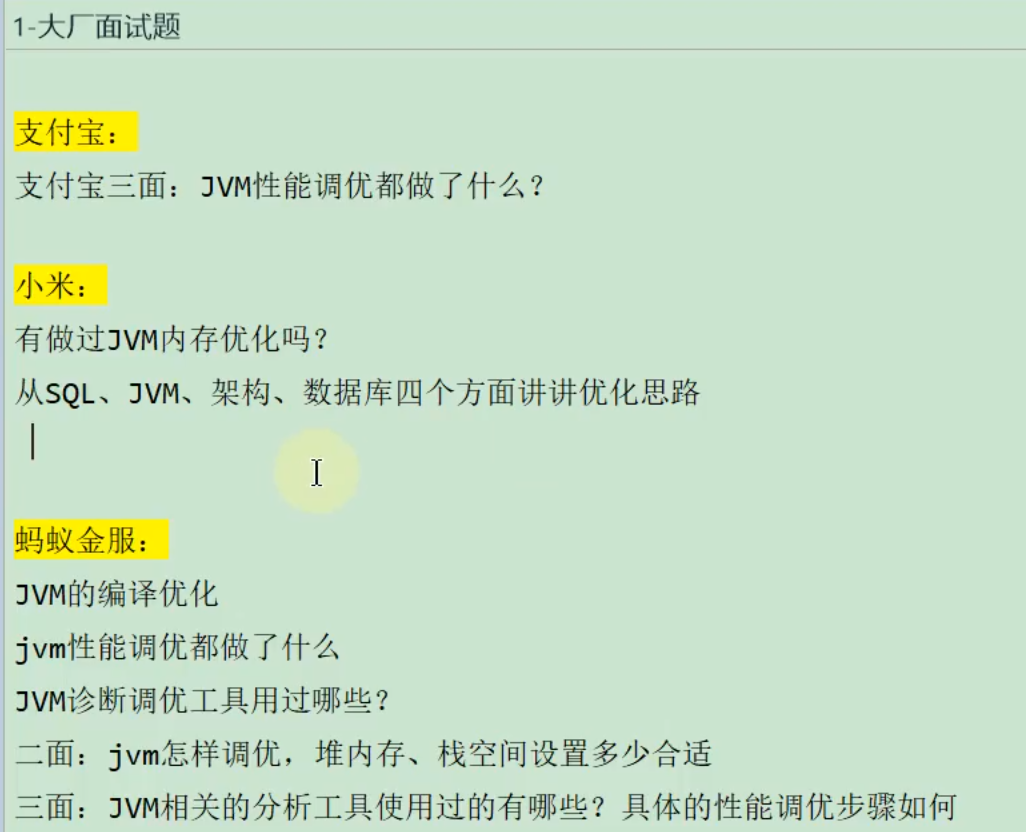 1-大厂面试题
支付宝：
支付宝三面：JVM性能调优都做了什么？
小米：
有做过JVM内存优化吗？
从SQL、JVM、架构、数据库四个方面讲讲优化思路
蚂蚁金服：
JVM的编译优化
jvm性能调优都做了什么
JVM诊断调优工具用过哪些？
二面：jvm怎样调优，堆内存、栈空间设置多少合适
三面：JVM相关的分析工具使用过的有哪些？具体的性能调优步骤如何